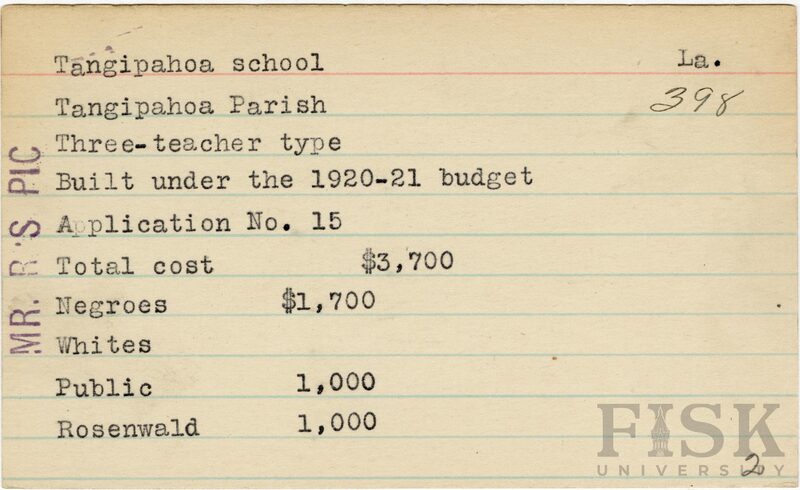 Tangipahoa school La.
Tangipahoa Parish 398
Three-teacher type
Built under the 1920-21 budget
Application No. 15
Total cost $3,700
Negroes $1,700
Whites
Public 1,000
Rosenwald 1,000
MR. R'S PIC
FISK
UNIVERSITY
2